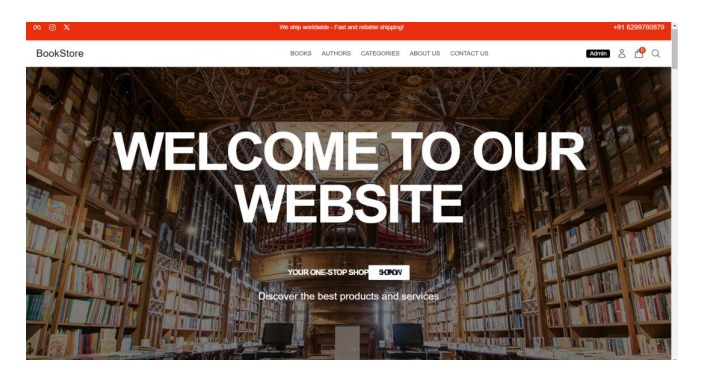 We ship worldwide - Fast and reliable shipping!
+91 6299760879
BookStore
BOOKS AUTHORS CATEGORIES ABOUT US CONTACT US
Admin
0
WELCOME TO OUR
WEBSITE
YOUR ONE-STOP SHOP
Discover the best products and services